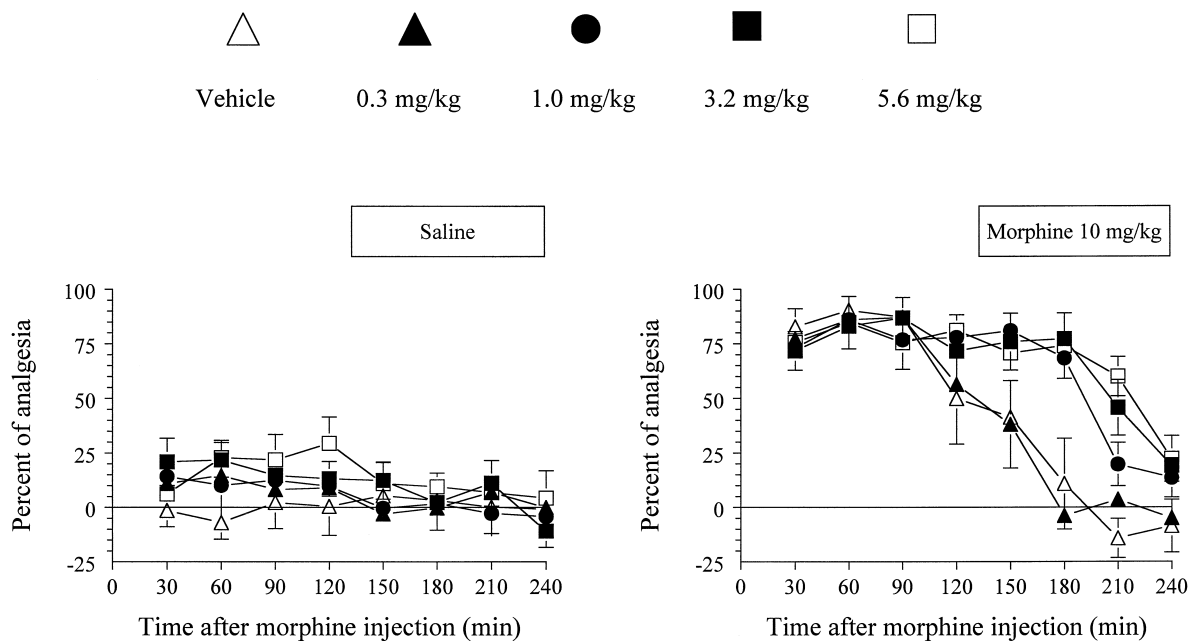 Vehicle 0.3 mg/kg 1.0 mg/kg 3.2 mg/kg 5.6 mg/kg
Saline
Morphine 10 mg/kg
Percent of analgesia
100
75
50
25
0
-25
0 30 60 90 120 150 180 210 240
Time after morphine injection (min)
Percent of analgesia
100
75
50
25
0
-25
0 30 60 90 120 150 180 210 240
Time after morphine injection (min)